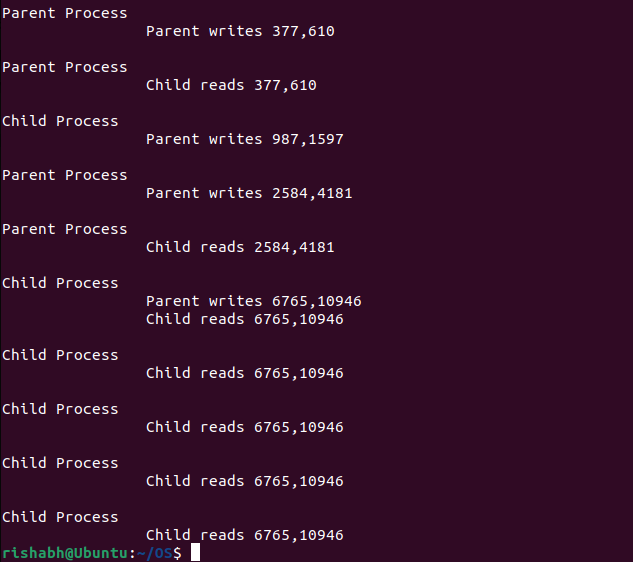 Parent Process
Parent writes 377,610
Parent Process
Child reads 377,610
Child Process
Parent writes 987,1597
Parent Process
Parent writes 2584,4181
Parent Process
Child reads 2584,4181
Child Process
Parent writes 6765,10946
Child reads 6765,10946
Child Process
Child reads 6765,10946
Child Process
Child reads 6765,10946
Child Process
Child reads 6765,10946
Child Process
Child reads 6765,10946
rishabh@Ubuntu:~/OS$